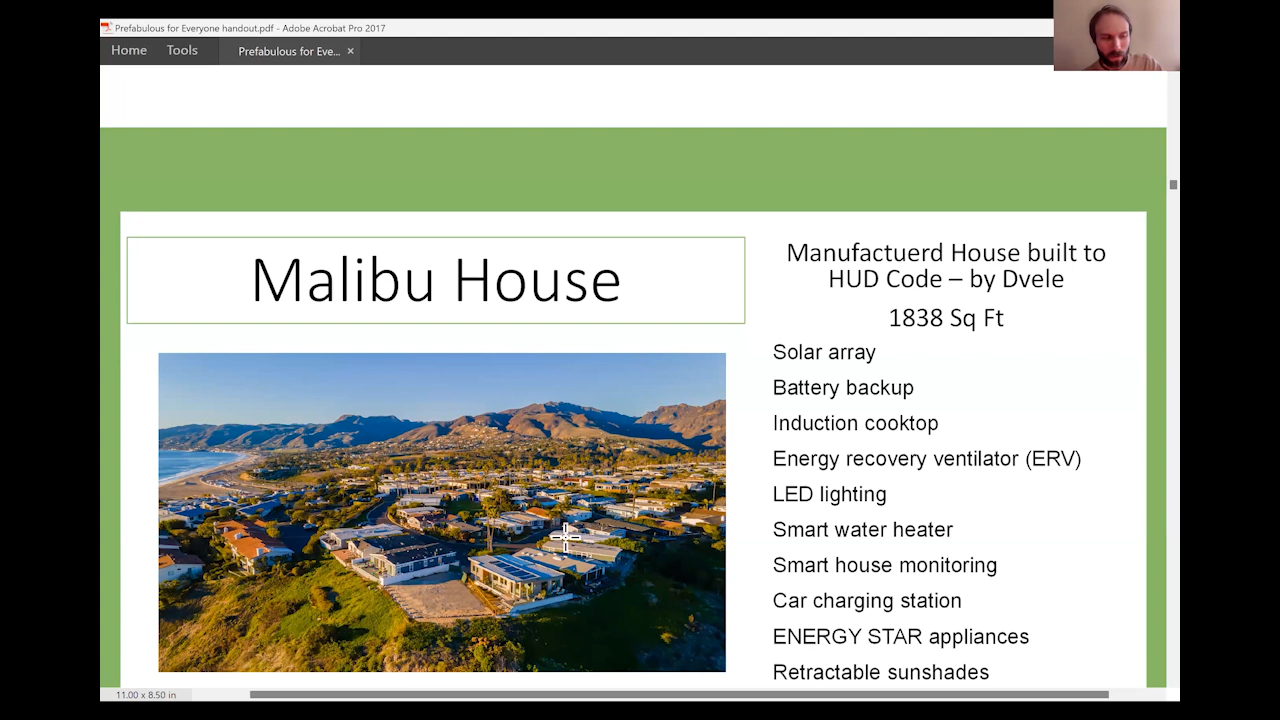 Prefabulous for Everyone handout.pdf - Adobe Acrobat Pro 2017
Home Tools Prefabulous for Eve... ×
Malibu House
Manufactuerd House built to
HUD Code – by Dvele
1838 Sq Ft
Solar array
Battery backup
Induction cooktop
Energy recovery ventilator (ERV)
LED lighting
Smart water heater
Smart house monitoring
Car charging station
ENERGY STAR appliances
Retractable sunshades
11.00 x 8.50 in